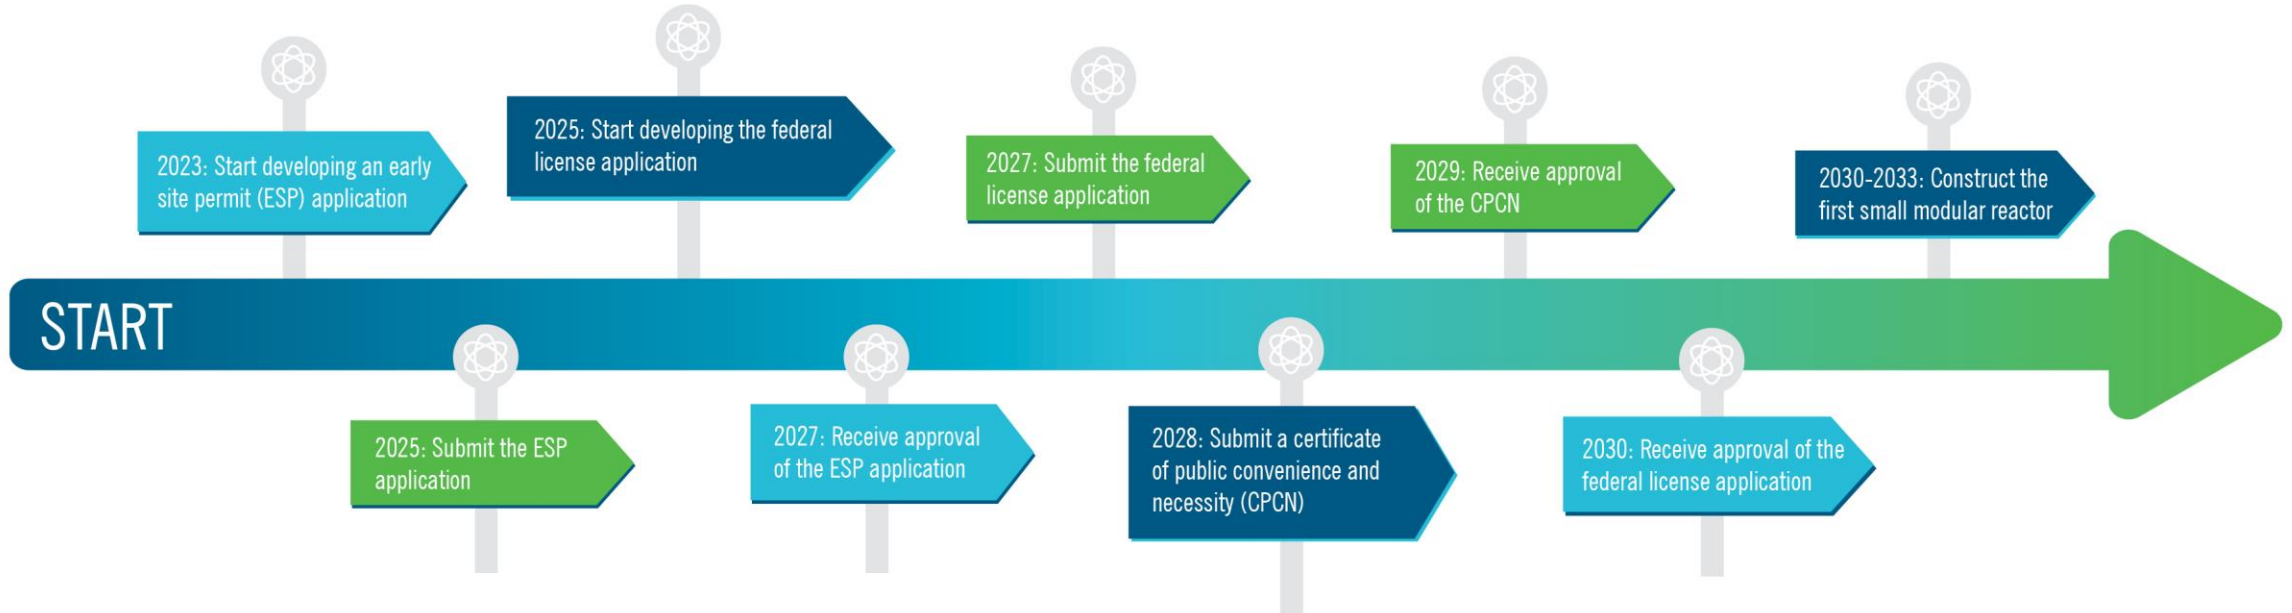 2023: Start developing an early
site permit (ESP) application
2025: Start developing the federal
license application
2027: Submit the federal
license application
2029: Receive approval
of the CPCN
2030-2033: Construct the
first small modular reactor
START
2025: Submit the ESP
application
2027: Receive approval
of the ESP application
2028: Submit a certificate
of public convenience and
necessity (CPCN)
2030: Receive approval of the
federal license application